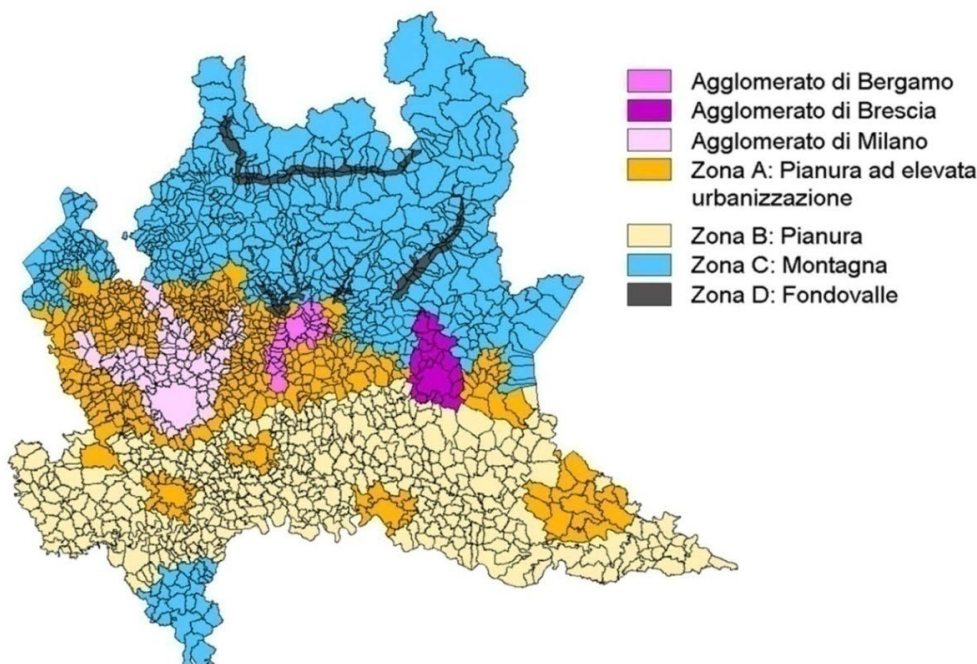 Agglomerato di Bergamo
Agglomerato di Brescia
Agglomerato di Milano
Zona A: Pianura ad elevata
urbanizzazione
Zona B: Pianura
Zona C: Montagna
Zona D: Fondovalle